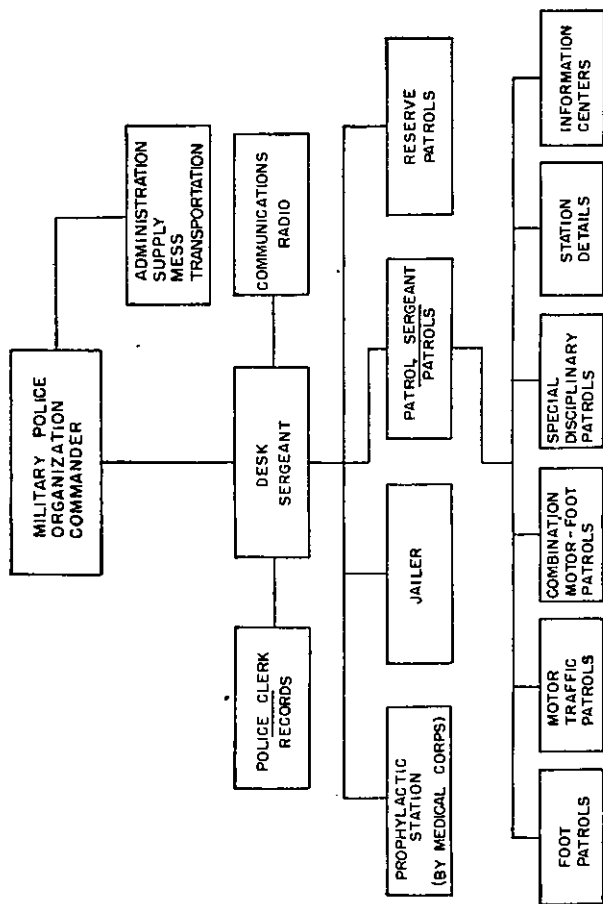 MILITARY POLICE
ORGANIZATION
COMMANDER
ADMINISTRATION
SUPPLY
MESS
TRANSPORTATION
POLICE CLERK
RECORDS
DESK
SERGEANT
COMMUNICATIONS
RADIO
PROPHYLACTIC
STATION
(BY MEDICAL CORPS)
JAILER
PATROL SERGEANT
PATROLS
RESERVE
PATROLS
FOOT
PATROLS
MOTOR
TRAFFIC
PATROLS
COMBINATION
MOTOR-FOOT
PATROLS
SPECIAL
DISCIPLINARY
PATROLS
STATION
DETAILS
INFORMATION
CENTERS